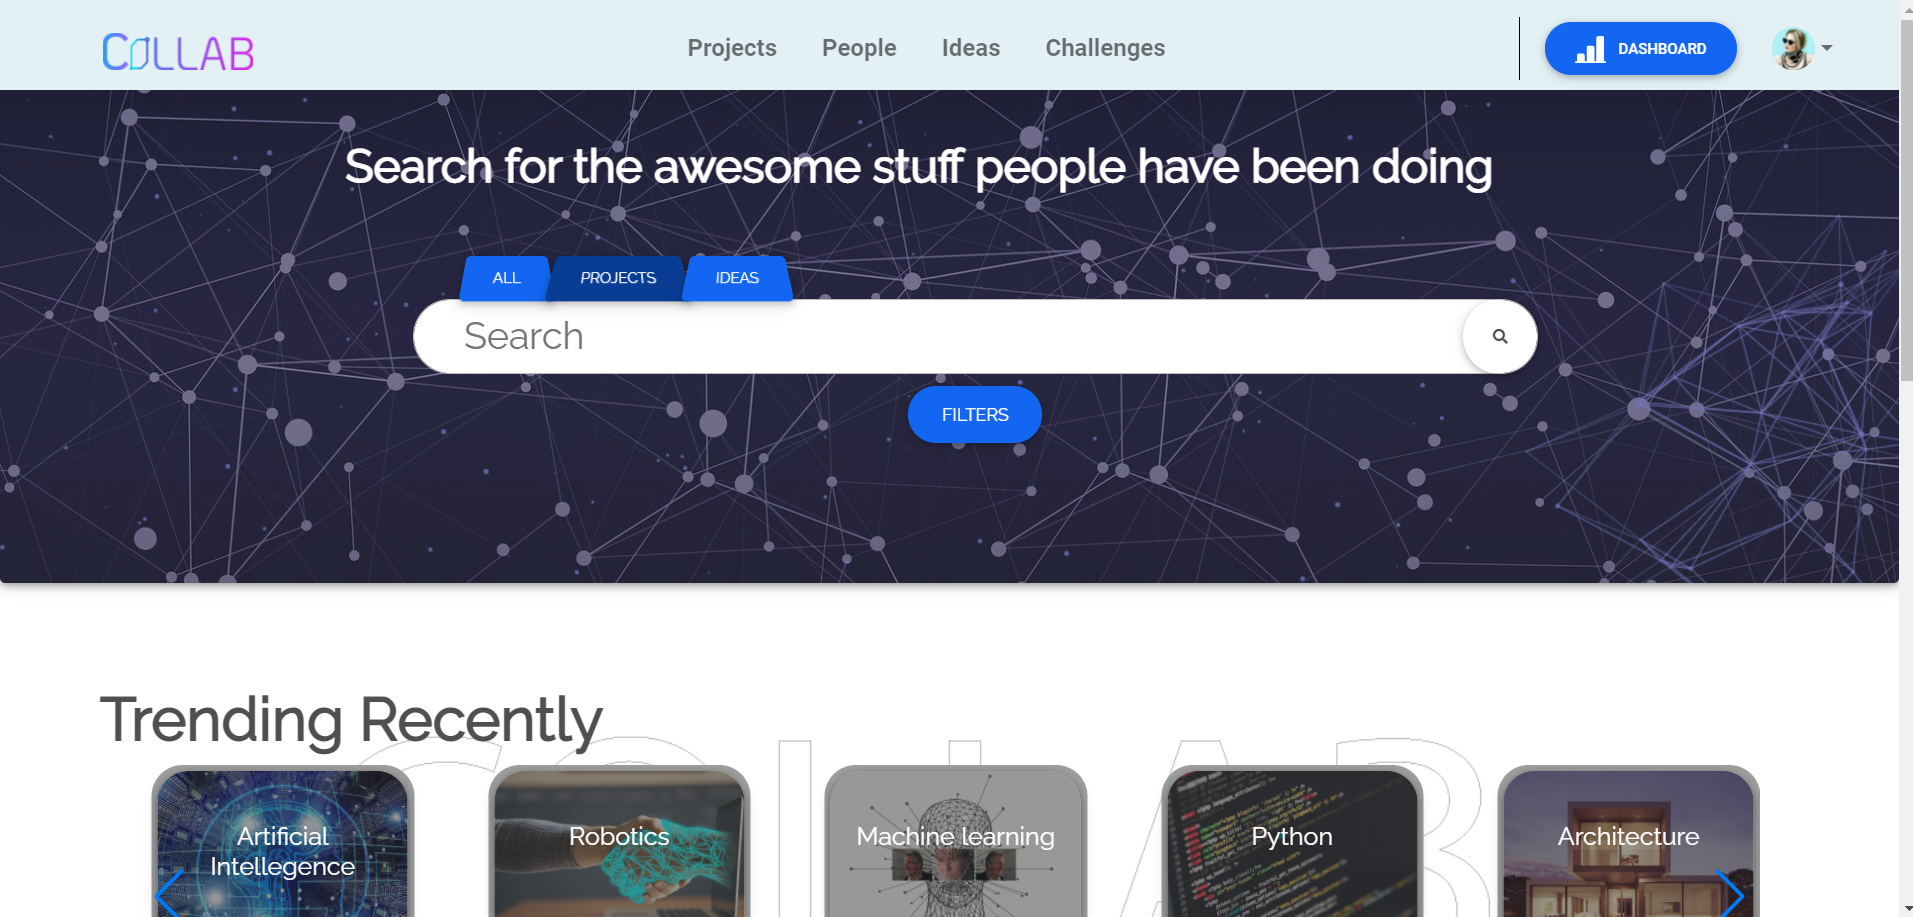 COLLAB
Projects People Ideas Challenges
DASHBOARD
Search for the awesome stuff people have been doing
ALL PROJECTS IDEAS
Search
FILTERS
Trending Recently
COLLAB
Artificial
Intellegence
Robotics
Machine learning
Python
Architecture